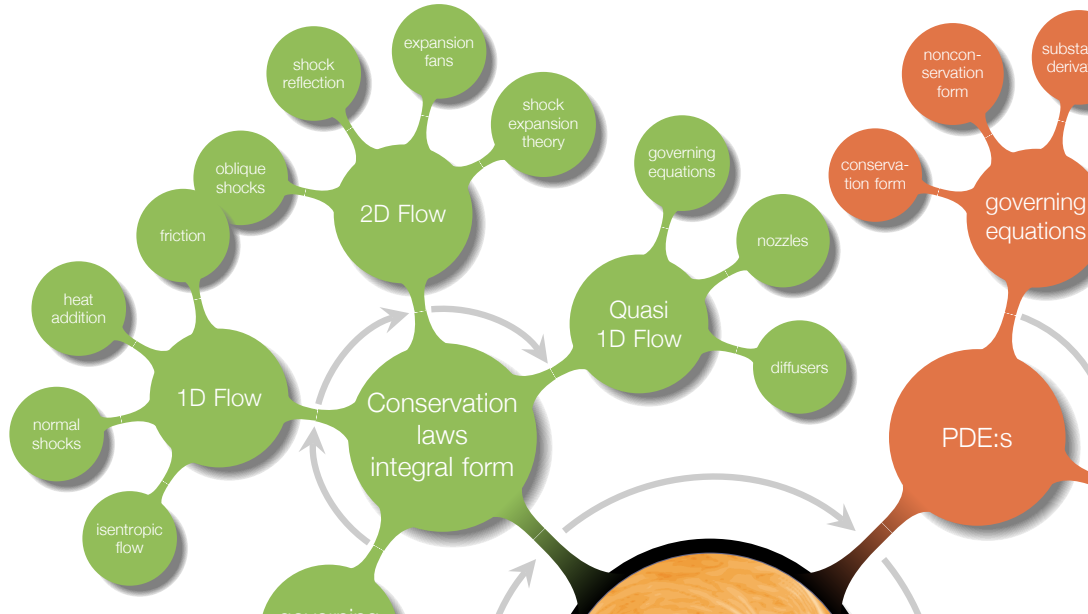 expansion
fans
shock
reflection
shock
expansion
theory
oblique
shocks
2D Flow
friction
heat
addition
1D Flow
normal
shocks
isentropic
flow
governing
equations
nozzles
Quasi
1D Flow
diffusers
Conservation
laws
integral form
noncon-
servation
form
conserva-
tion form
governing
equations
PDE:s